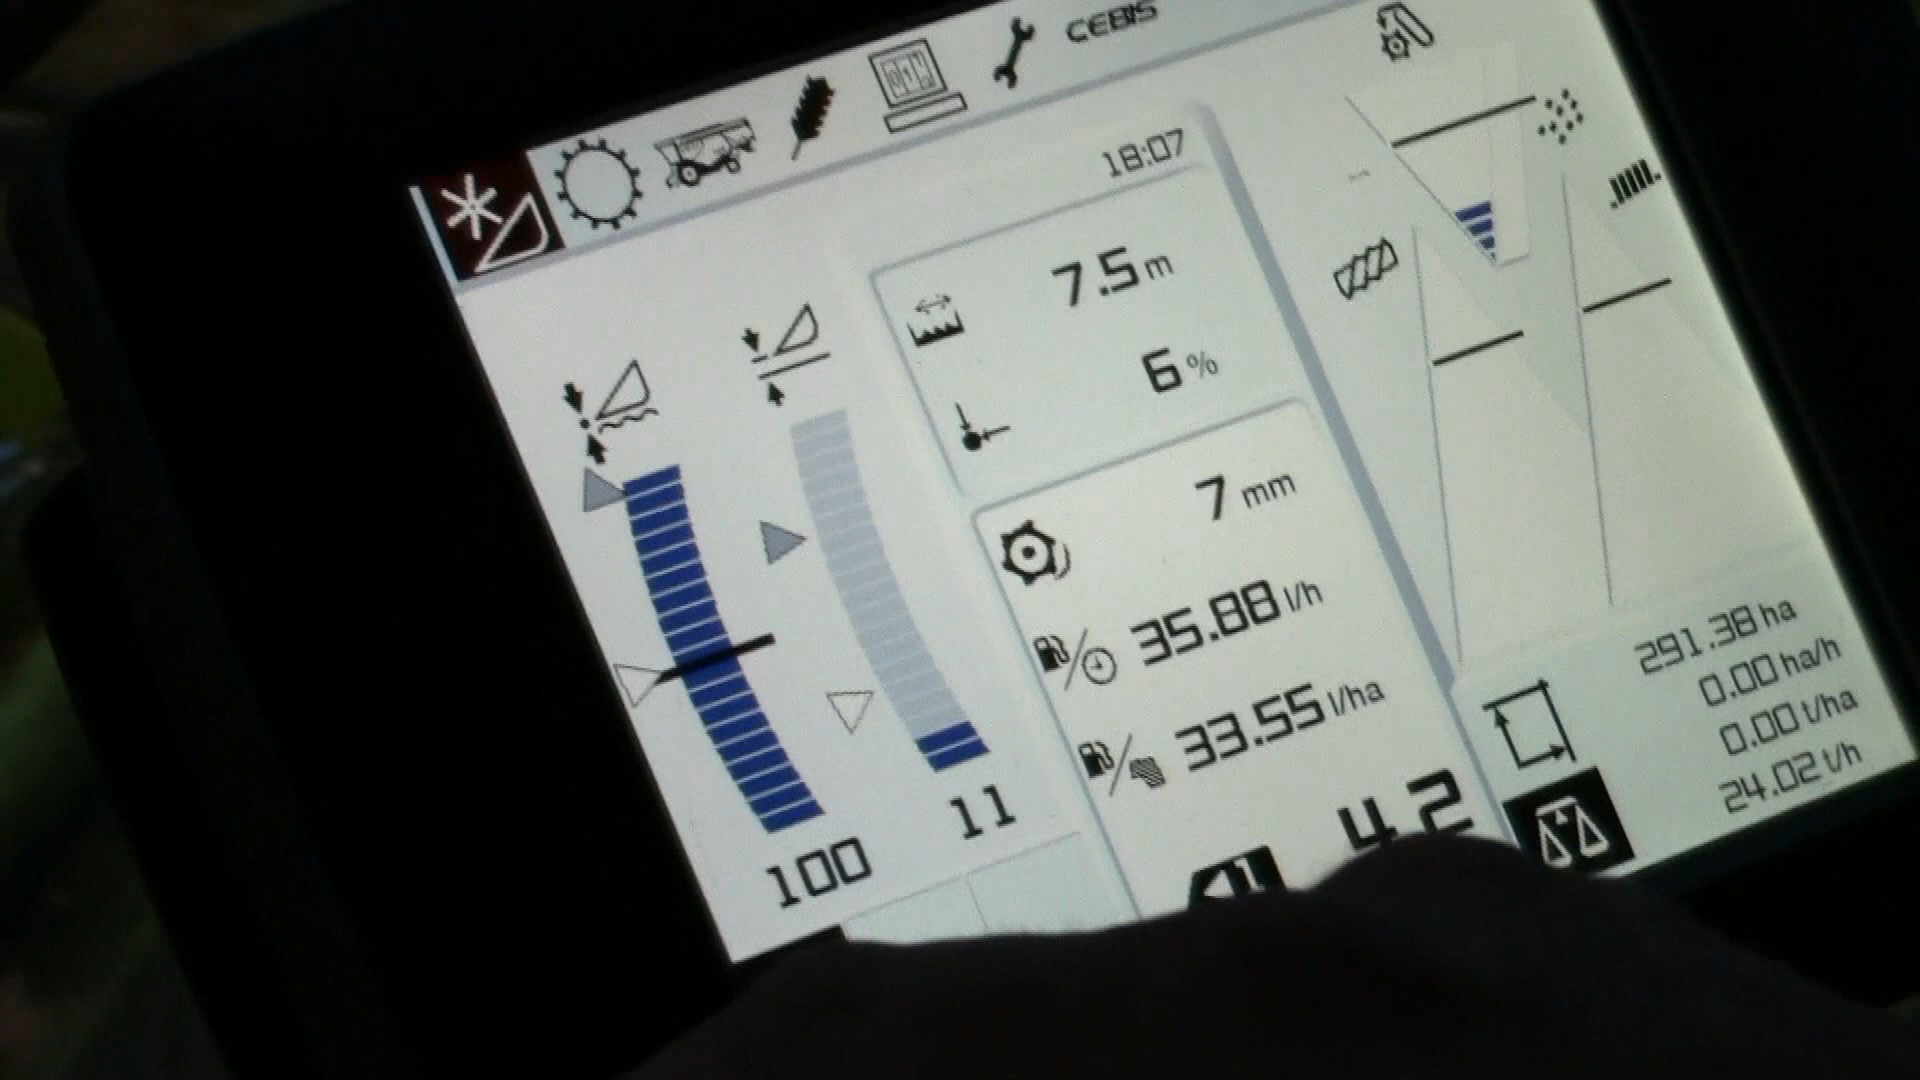 CEBIS
18:07
7.5 m
6 %
7 mm
35.88 l/h
33.55 l/ha
4.2
100
11
291.38 ha
0.00 ha/h
0.00 t/ha
24.02 t/h